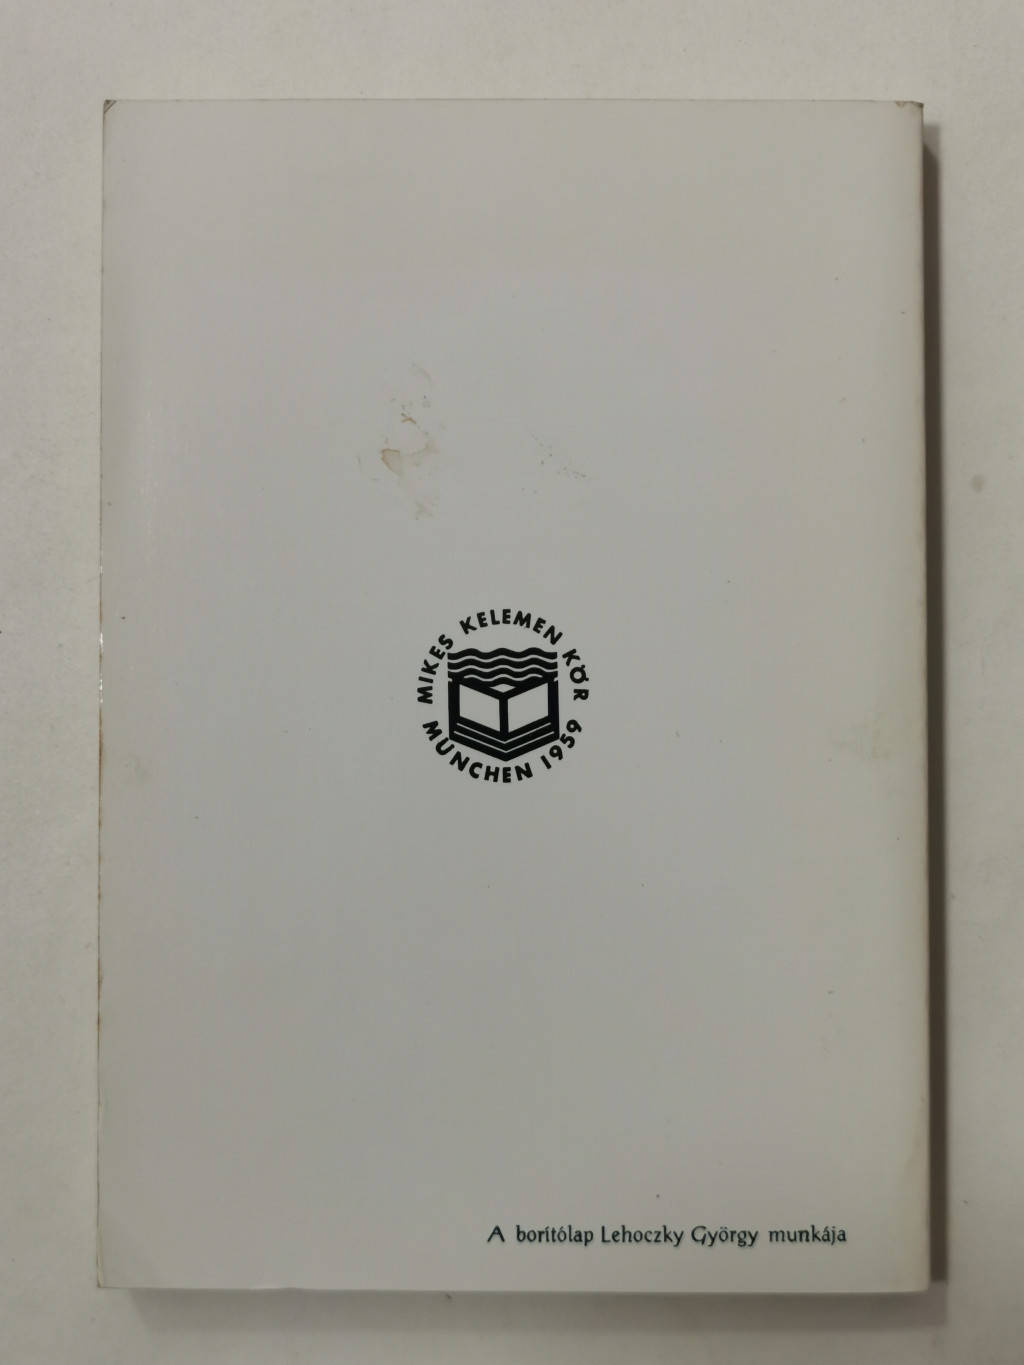 MIKES KELEMEN KÖR
MÜNCHEN 1959
A borítólap Lehoczky György munkája